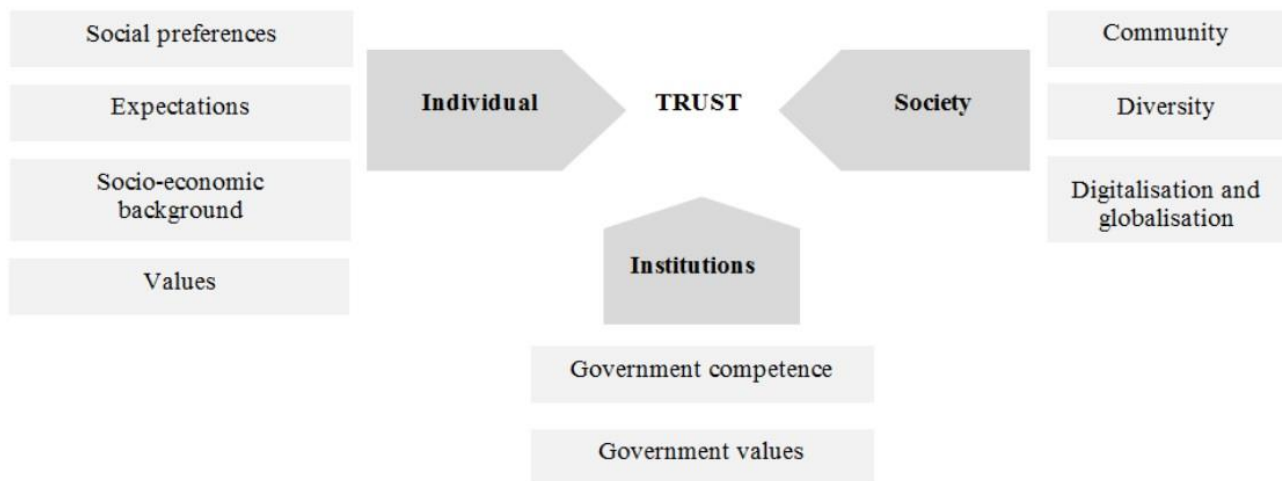 Social preferences
Expectations
Socio-economic
background
Values
Individual
TRUST
Society
Community
Diversity
Digitalisation and
globalisation
Institutions
Government competence
Government values